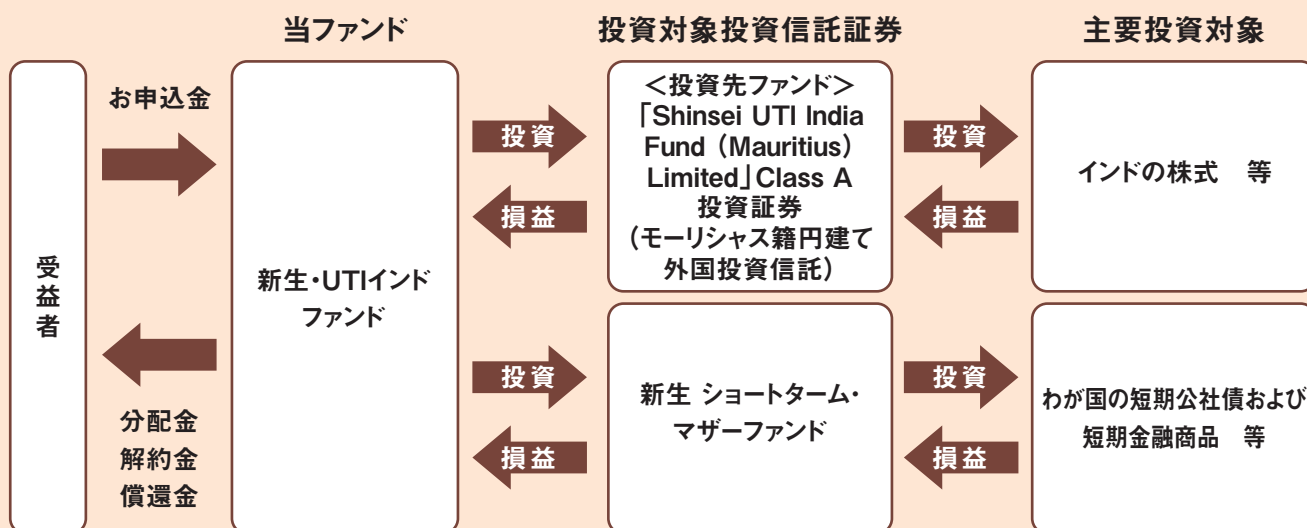 当ファンド
投資対象投資信託証券
主要投資対象
受益者
お申込金
分配金
解約金
償還金
新生・UTIインド
ファンド
投資
損益
<投資先ファンド>
「Shinsei UTI India
Fund（Mauritius）
Limited」Class A
投資証券
（モーリシャス籍円建て
外国投資信託）
投資
損益
インドの株式　等
投資
損益
新生 ショートターム・
マザーファンド
投資
損益
わが国の短期公社債および
短期金融商品　等